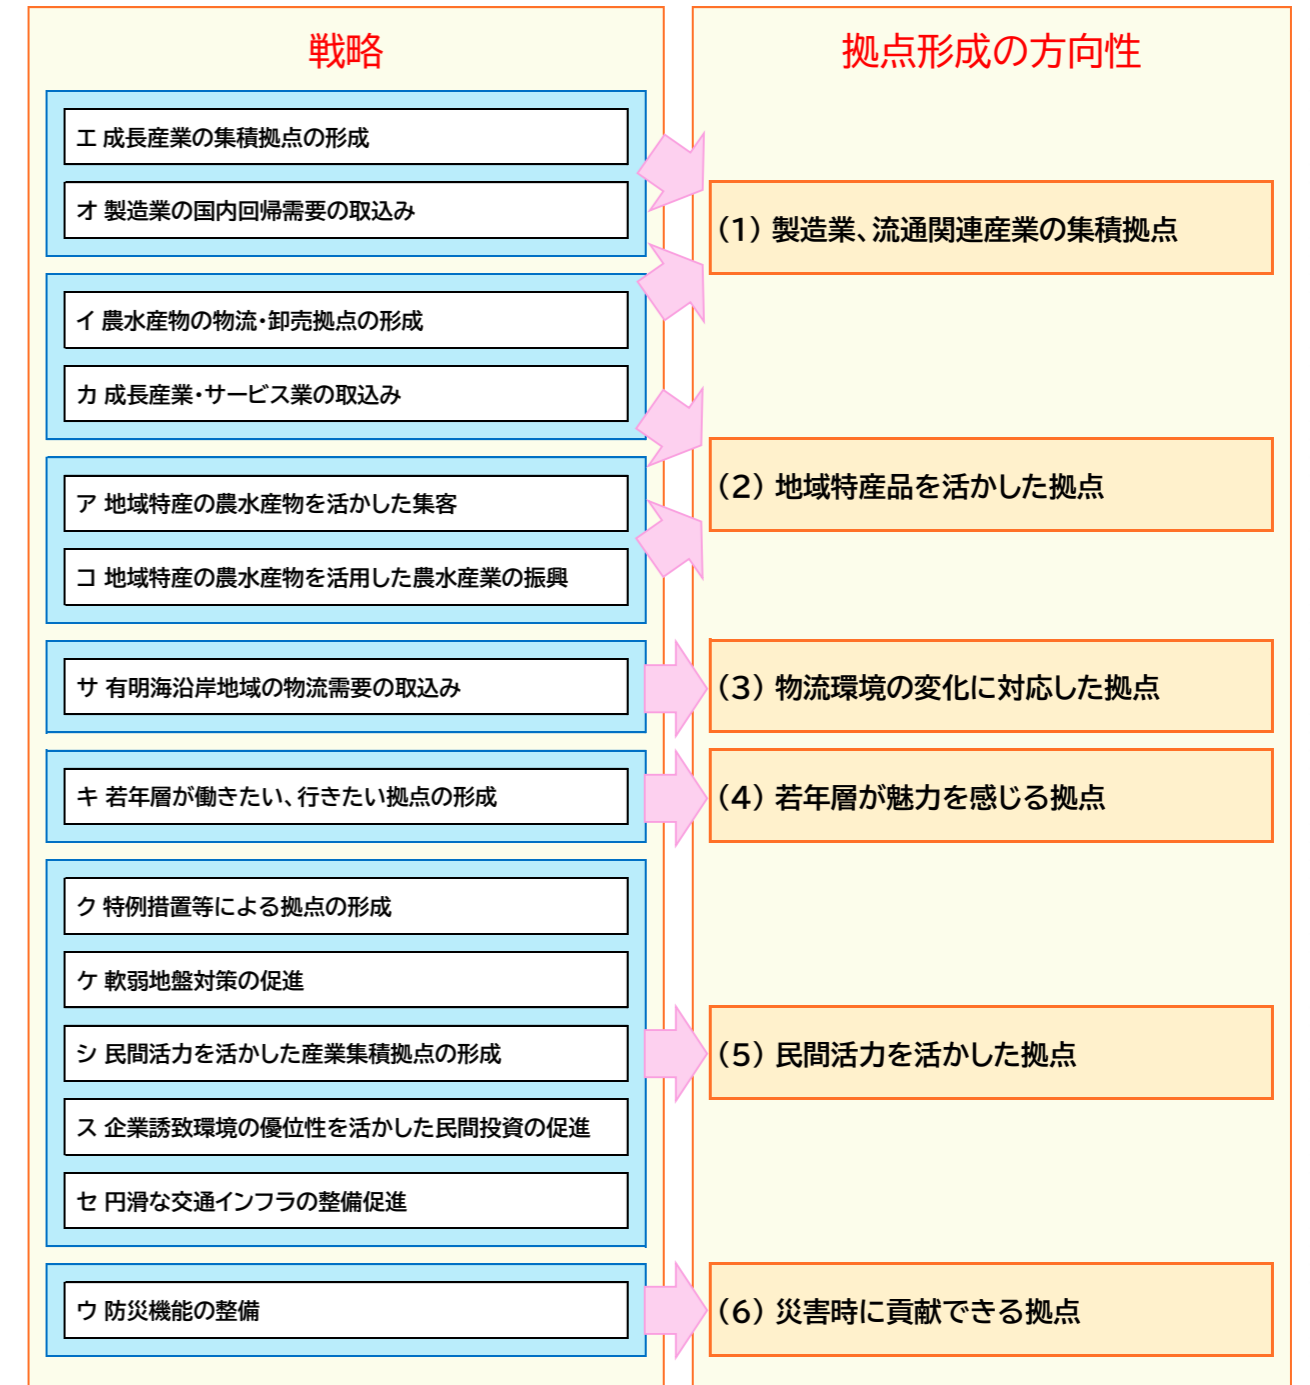 戦略
エ 成長産業の集積拠点の形成
オ 製造業の国内回帰需要の取込み
イ 農水産物の物流・卸売拠点の形成
カ 成長産業・サービス業の取込み
ア 地域特産の農水産物を活かした集客
コ 地域特産の農水産物を活用した農水産業の振興
サ 有明海沿岸地域の物流需要の取込み
キ 若年層が働きたい、行きたい拠点の形成
ク 特例措置等による拠点の形成
ケ 軟弱地盤対策の促進
シ 民間活力を活かした産業集積拠点の形成
ス 企業誘致環境の優位性を活かした民間投資の促進
セ 円滑な交通インフラの整備促進
ウ 防災機能の整備
拠点形成の方向性
（1） 製造業、流通関連産業の集積拠点
（2） 地域特産品を活かした拠点
（3） 物流環境の変化に対応した拠点
（4） 若年層が魅力を感じる拠点
（5） 民間活力を活かした拠点
（6） 災害時に貢献できる拠点